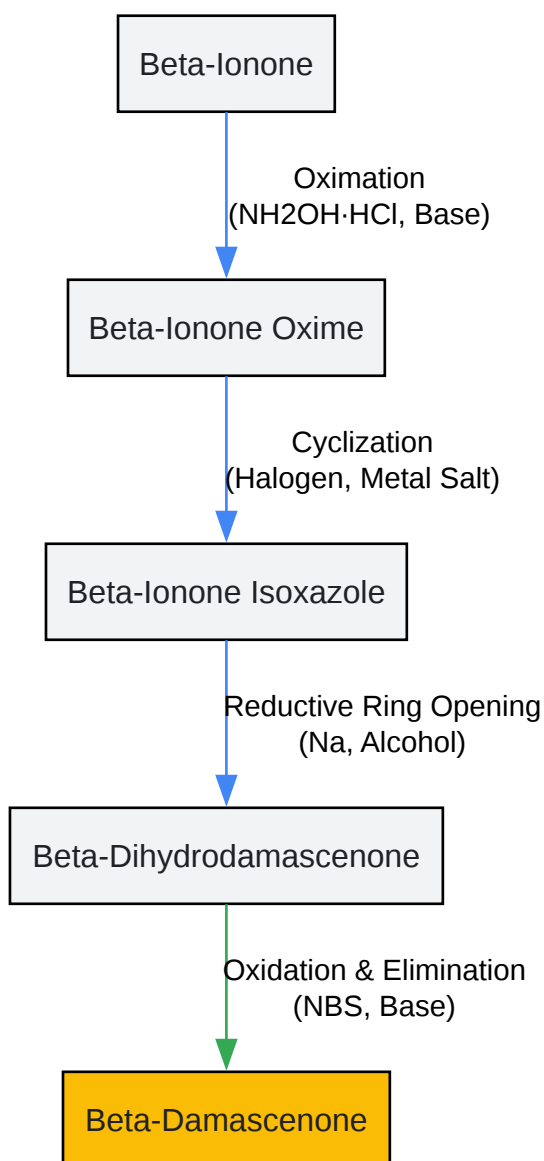 Beta-Ionone
Oximation
(NH2OH·HCl, Base)
Beta-Ionone Oxime
Cyclization
(Halogen, Metal Salt)
Beta-Ionone Isoxazole
Reductive Ring Opening
(Na, Alcohol)
Beta-Dihydrodamascenone
Oxidation & Elimination
(NBS, Base)
Beta-Damascenone